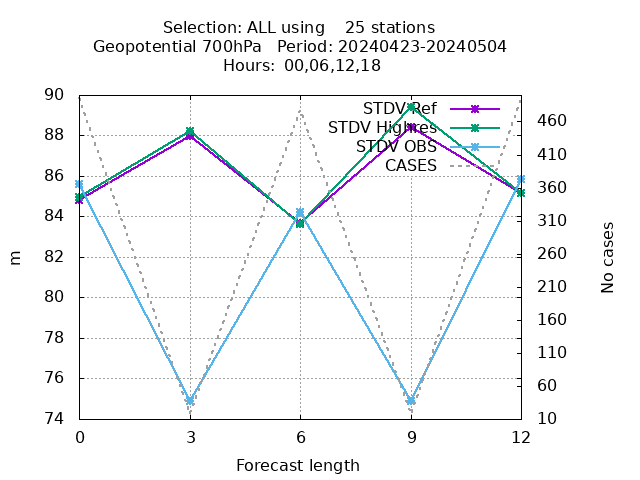 Selection: ALL using    25 stations
Geopotential 700hPa   Period: 20240423-20240504
Hours: 00,06,12,18
STDV Ref
STDV Highres
STDV OBS
CASES
90
88
86
84
82
80
78
76
74
m
460
410
360
310
260
210
160
110
60
10
No cases
0 3 6 9 12
Forecast length